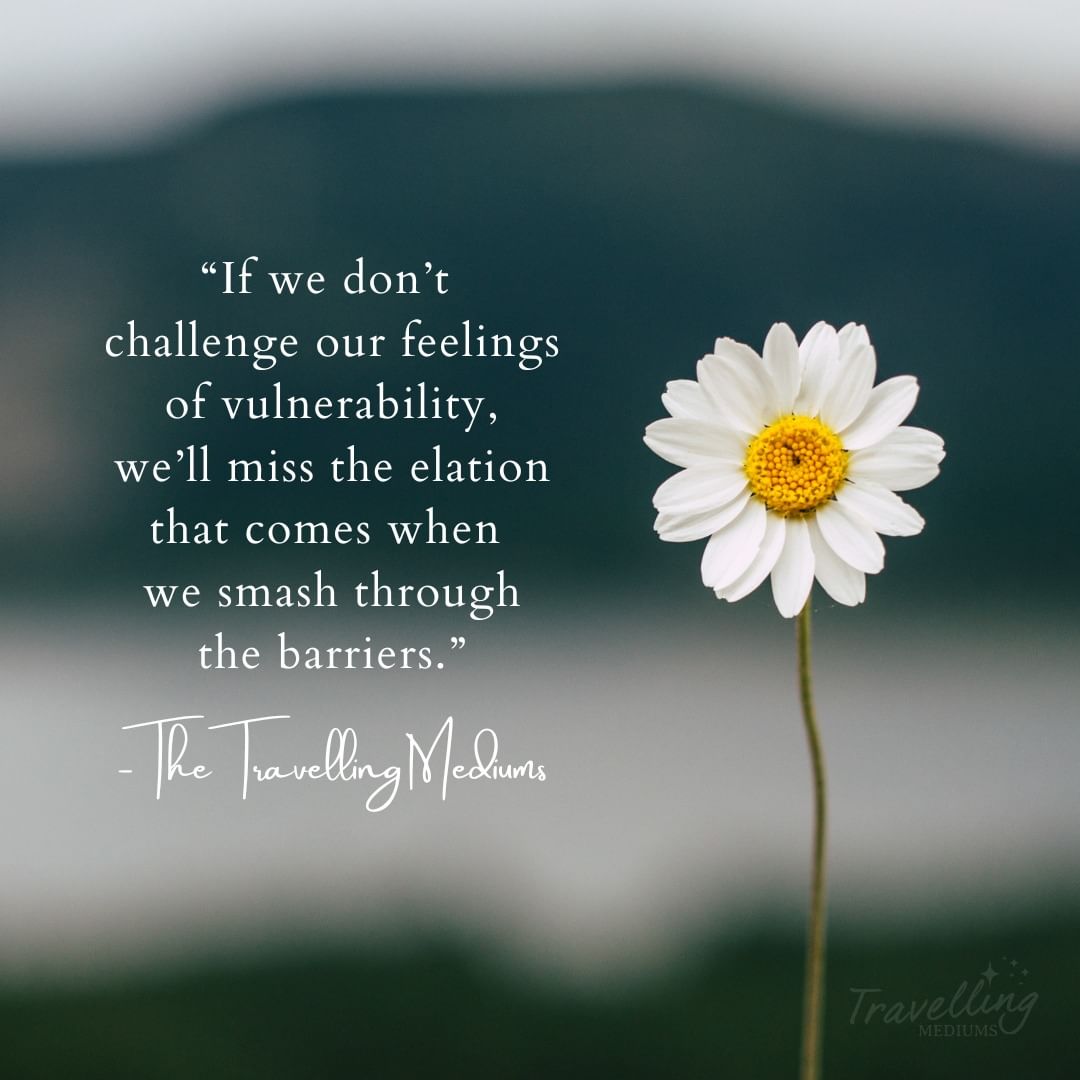 “If we don’t
challenge our feelings
of vulnerability,
we’ll miss the elation
that comes when
we smash through
the barriers.”
- The Travelling Mediums
Travelling
MEDIUMS